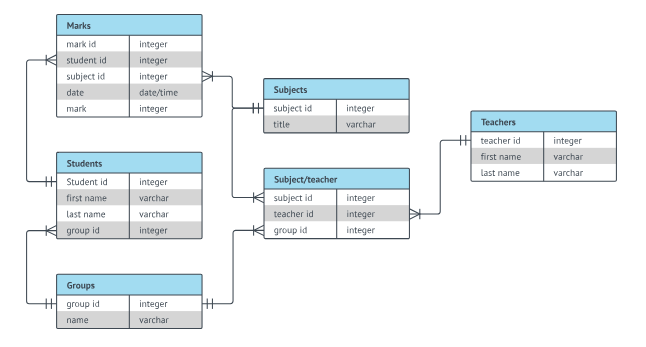 Marks
mark id integer
student id integer
subject id integer
date date/time
mark integer
Subjects
subject id integer
title varchar
Teachers
teacher id integer
first name varchar
last name varchar
Students
Student id integer
first name varchar
last name varchar
group id integer
Subject/teacher
subject id integer
teacher id integer
group id integer
Groups
group id integer
name varchar